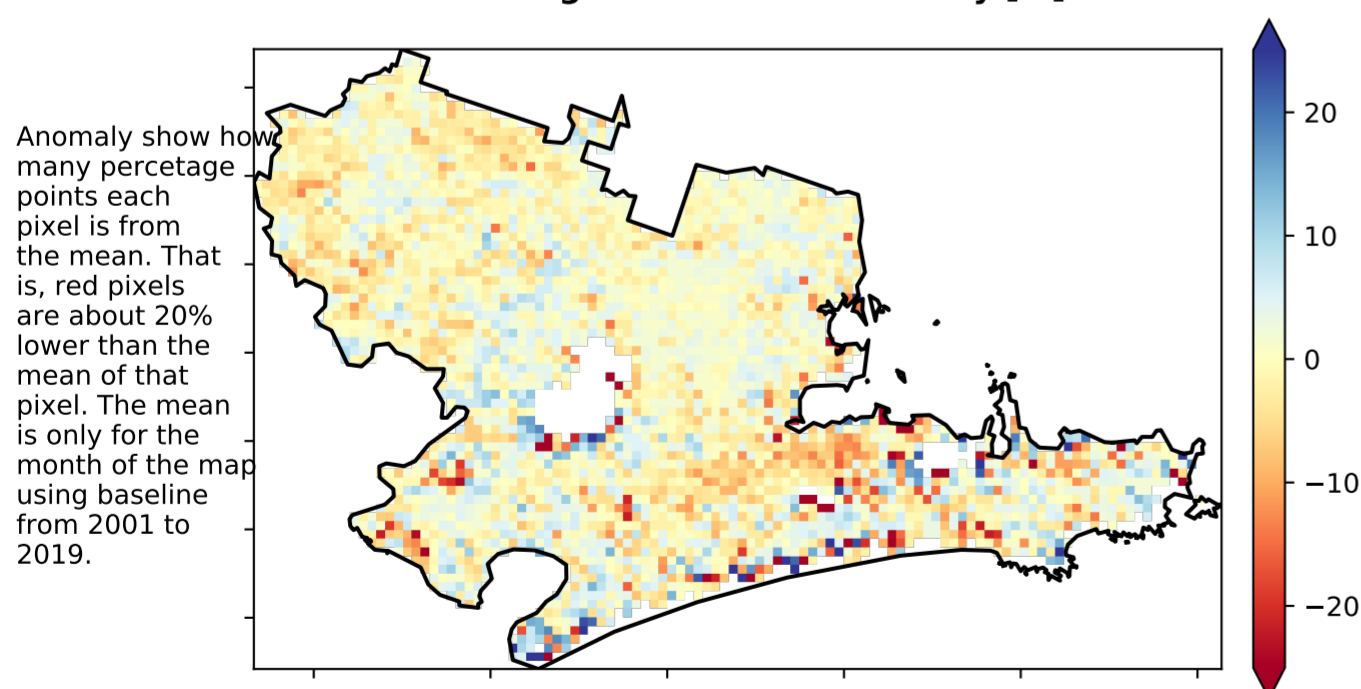 Anomaly show how
many percetage
points each
pixel is from
the mean. That
is, red pixels
are about 20%
lower than the
mean of that
pixel. The mean
is only for the
month of the map
using baseline
from 2001 to
2019.
20
10
0
−10
−20